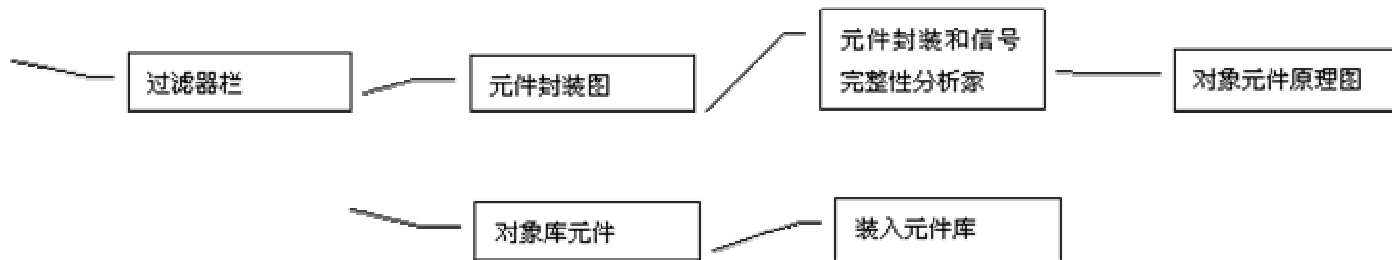 过滤器栏
元件封装图
元件封装和信号
完整性分析家
对象元件原理图
对象库元件
装入元件库